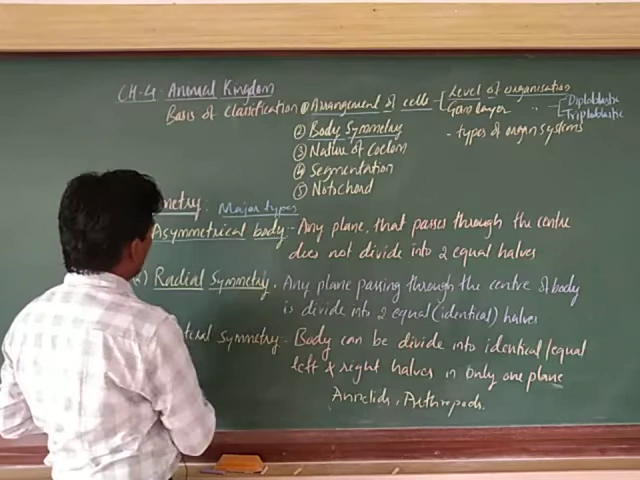 CH-4 Animal Kingdom
Basis of Classification ① Arrangement of cells - Level of organisation
Germ layer " - Diploblastic
Triploblastic
- types of organ systems
② Body Symmetry
③ Nature of Coelom
④ Segmentation
⑤ Notochord
metry. Major types
Asymmetrical body - Any plane, that passes through the centre
does not divide into 2 equal halves
) Radial Symmetry. Any plane passing through the centre of body
is divide into 2 equal (identical) halves
teral symmetry - Body can be divide into identical/equal
left & right halves in only one plane
Annelids, Arthropods.